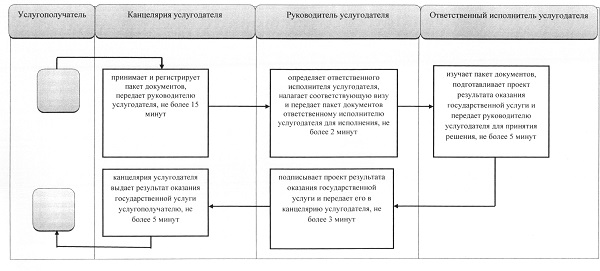 Услугополучатель
Канцелярия услугодателя
Руководитель услугодателя
Ответственный исполнитель услугодателя
принимает и регистрирует
пакет документов,
передает руководителю
услугодателя, не более 15
минут
определяет ответственного
исполнителя услугодателя,
налагает соответствующую визу
и передает пакет документов
ответственному исполнителю
услугодателя для исполнения, не
более 2 минут
изучает пакет документов,
подготавливает проект
результата оказания
государственной услуги и
передает руководителю
услугодателя для принятия
решения, не более 5 минут
канцелярия услугодателя
выдает результат оказания
государственной услуги
услугополучателю, не
более 5 минут
подписывает проект результата
оказания государственной
услуги и передает его в
канцелярию услугодателя, не
более 3 минут